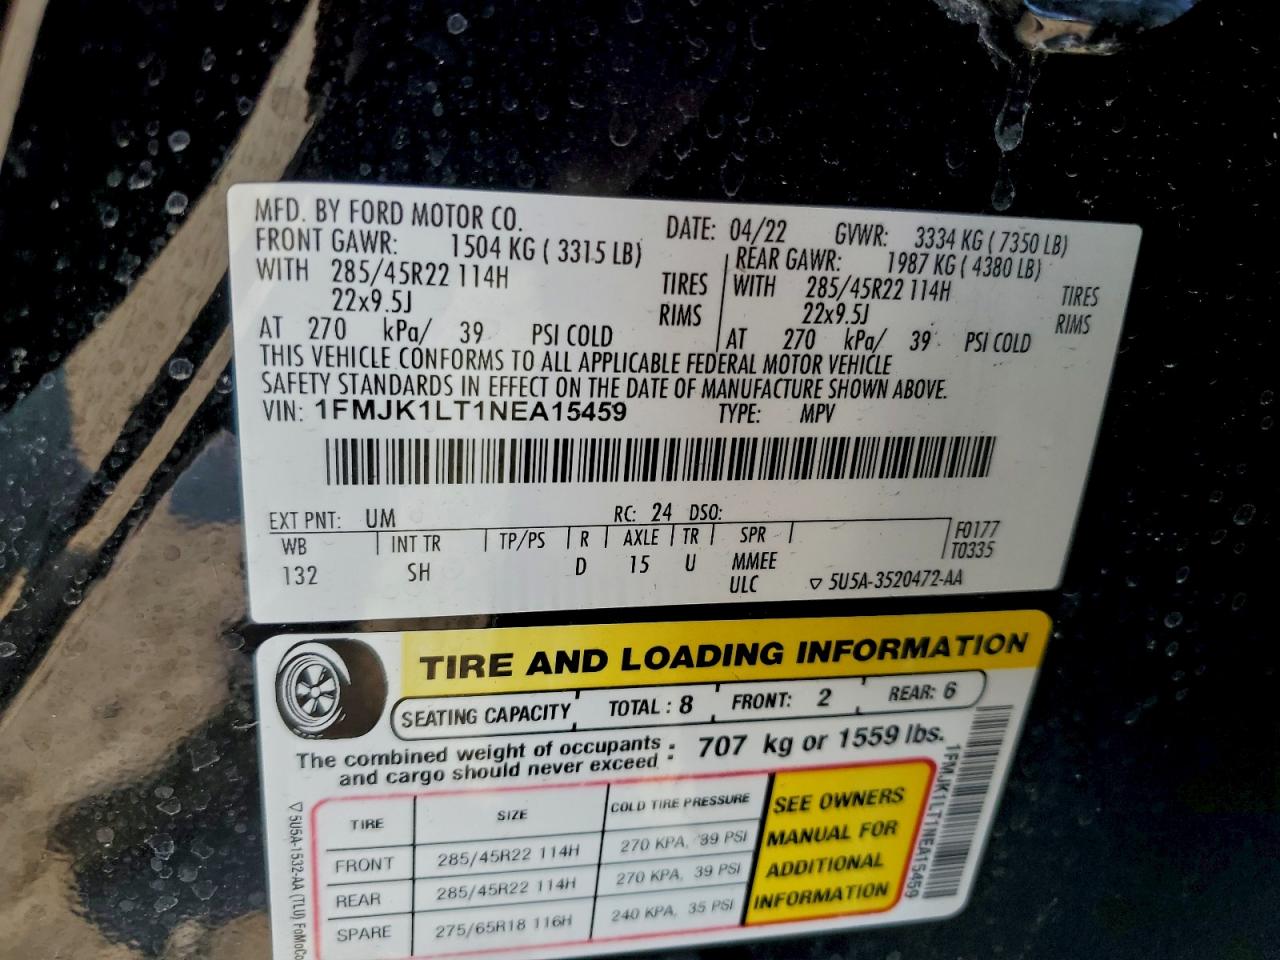 MFD. BY FORD MOTOR CO. DATE: 04/22 GVWR: 3334 KG ( 7350 LB)
FRONT GAWR: 1504 KG ( 3315 LB) REAR GAWR: 1987 KG ( 4380 LB)
WITH 285/45R22 114H TIRES WITH 285/45R22 114H TIRES
22x9.5J RIMS 22x9.5J RIMS
AT 270 kPa/ 39 PSI COLD AT 270 kPa/ 39 PSI COLD
THIS VEHICLE CONFORMS TO ALL APPLICABLE FEDERAL MOTOR VEHICLE
SAFETY STANDARDS IN EFFECT ON THE DATE OF MANUFACTURE SHOWN ABOVE.
VIN: 1FMJK1LT1NEA15459 TYPE: MPV
EXT PNT: UM RC: 24 DSO:
WB INT TR TP/PS R AXLE TR SPR F0177
132 SH D 15 U MMEE T0335
ULC ▽ 5U5A-3520472-AA
TIRE AND LOADING INFORMATION
SEATING CAPACITY TOTAL : 8 FRONT: 2 REAR: 6
The combined weight of occupants and cargo should never exceed : 707 kg or 1559 lbs.
TIRE SIZE COLD TIRE PRESSURE
FRONT 285/45R22 114H 270 KPA, 39 PSI
REAR 285/45R22 114H 270 KPA, 39 PSI
SPARE 275/65R18 116H 240 KPA, 35 PSI
SEE OWNERS
MANUAL FOR
ADDITIONAL
INFORMATION
▽ 5U5A-1532-AA (TLU) FoMoCo
1FMJK1LT1NEA15459